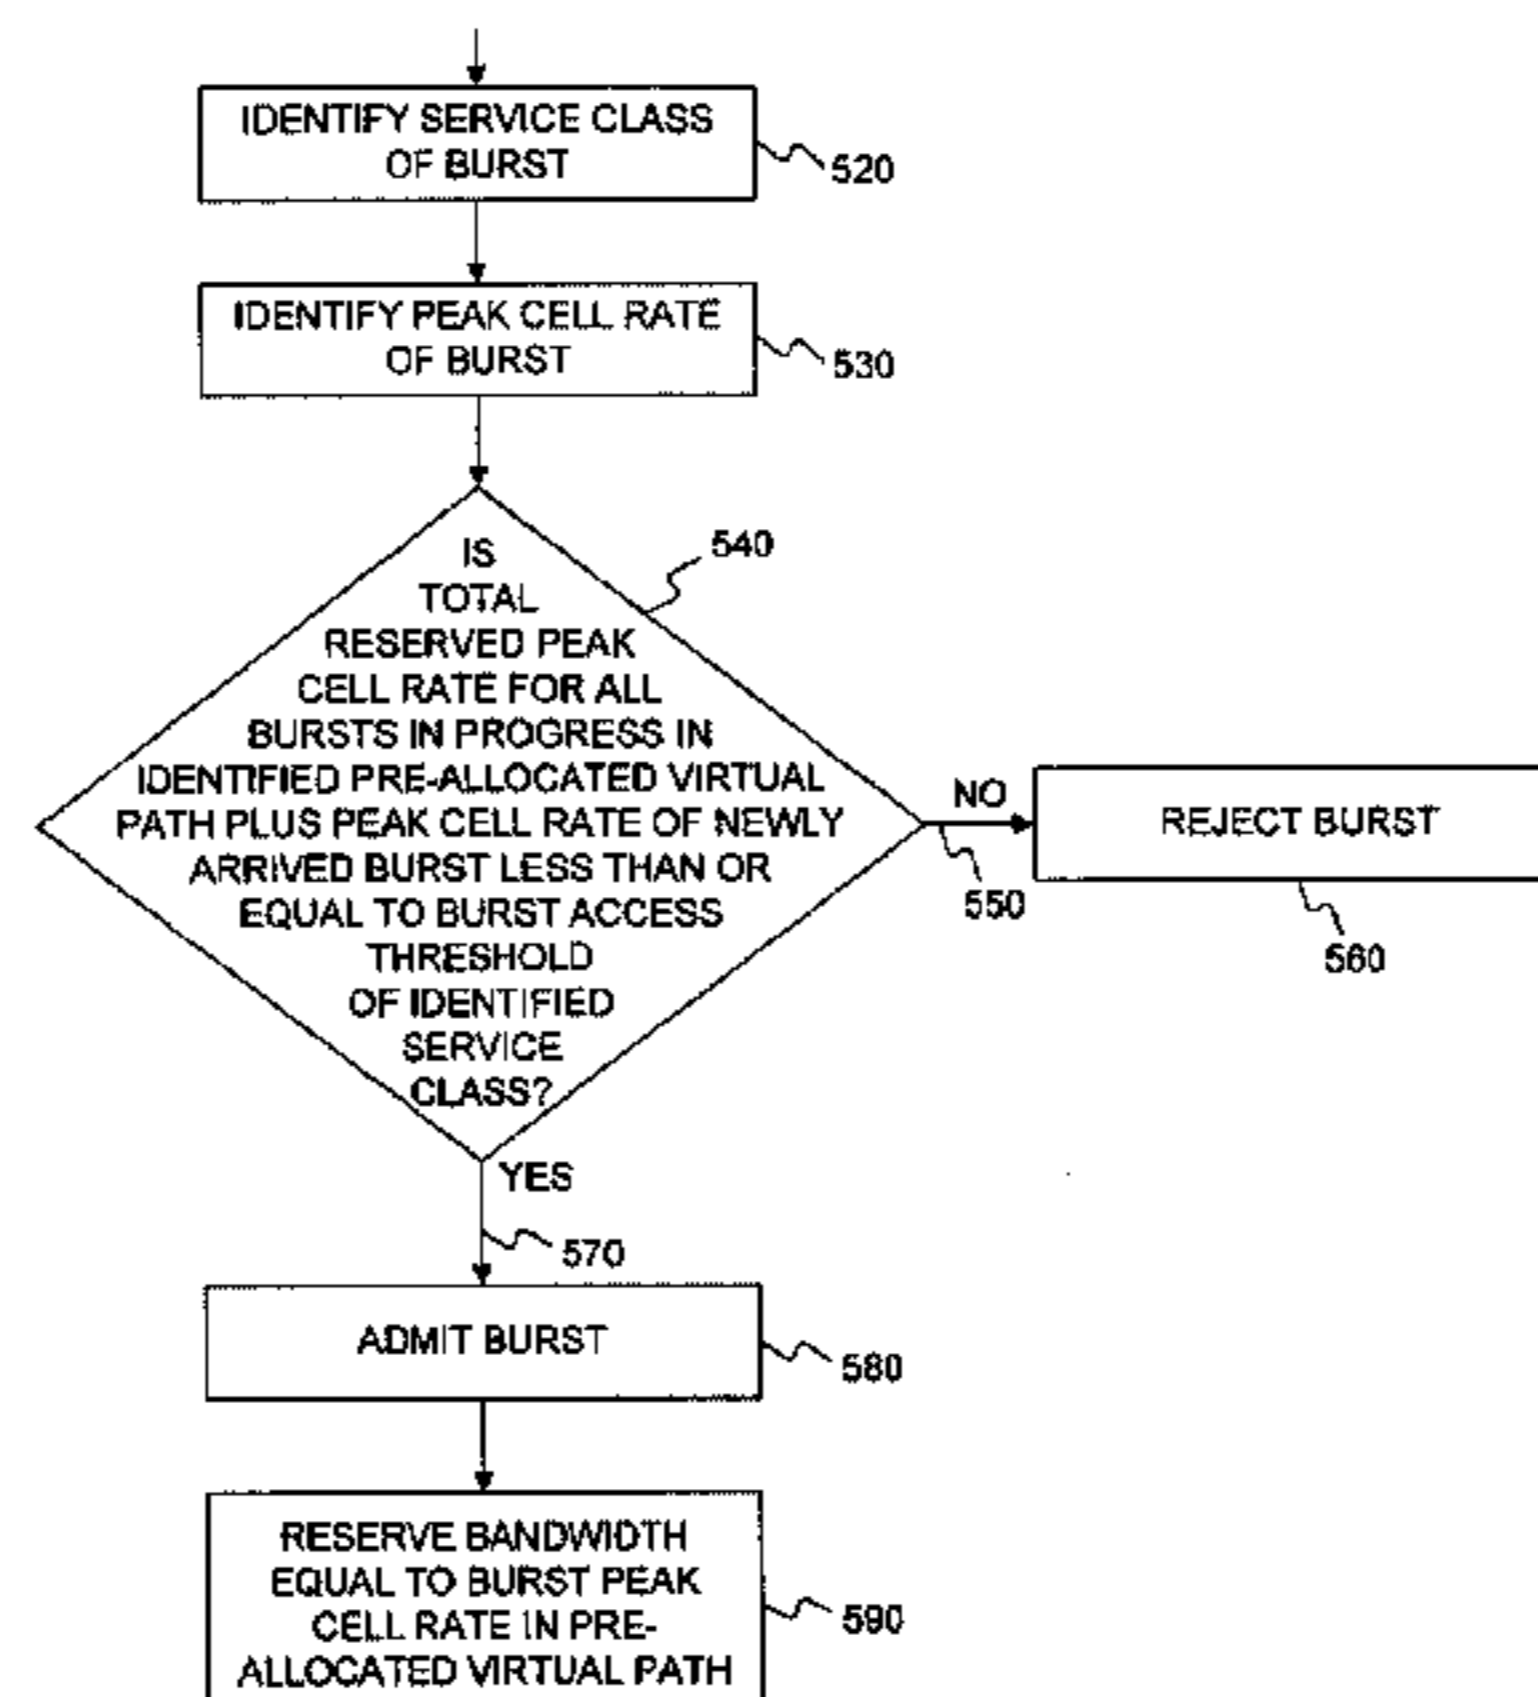 IDENTIFY SERVICE CLASS
OF BURST
520
IDENTIFY PEAK CELL RATE
OF BURST
530
540
IS
TOTAL
RESERVED PEAK
CELL RATE FOR ALL
BURSTS IN PROGRESS IN
IDENTIFIED PRE-ALLOCATED VIRTUAL
PATH PLUS PEAK CELL RATE OF NEWLY
ARRIVED BURST LESS THAN OR
EQUAL TO BURST ACCESS
THRESHOLD
OF IDENTIFIED
SERVICE
CLASS?
NO
550
REJECT BURST
560
YES
570
ADMIT BURST
580
RESERVE BANDWIDTH
EQUAL TO BURST PEAK
CELL RATE IN PRE-
ALLOCATED VIRTUAL PATH
590